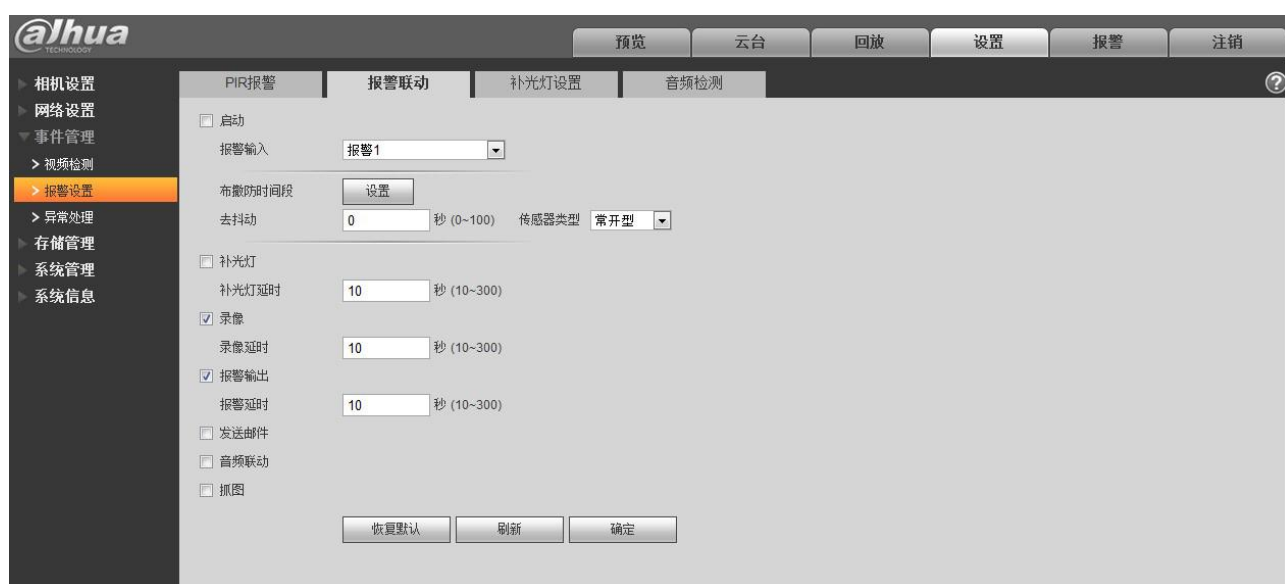 alhua
TECHNOLOGY
预览 云台 回放 设置 报警 注销
相机设置
网络设置
事件管理
> 视频检测
> 报警设置
> 异常处理
存储管理
系统管理
系统信息
PIR报警 报警联动 补光灯设置 音频检测 ?
启动
报警输入 报警1
布撤防时间段 设置
去抖动 0 秒 (0~100) 传感器类型 常开型
补光灯
补光灯延时 10 秒 (10~300)
录像
录像延时 10 秒 (10~300)
报警输出
报警延时 10 秒 (10~300)
发送邮件
音频联动
抓图
恢复默认 刷新 确定